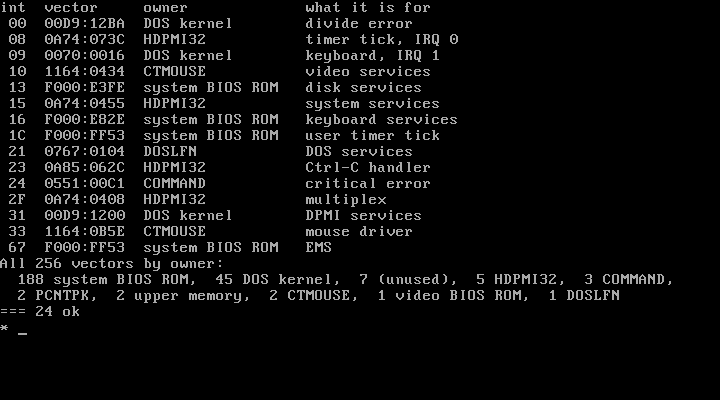 int  vector     owner            what it is for
 00  00D9:12BA  DOS kernel       divide error
 08  0A74:073C  HDPMI32          timer tick, IRQ 0
 09  0070:0016  DOS kernel       keyboard, IRQ 1
 10  1164:0434  CTMOUSE          video services
 13  F000:E3FE  system BIOS ROM  disk services
 15  0A74:0455  HDPMI32          system services
 16  F000:E82E  system BIOS ROM  keyboard services
 1C  F000:FF53  system BIOS ROM  user timer tick
 21  0767:0104  DOSLFN           DOS services
 23  0A85:062C  HDPMI32          Ctrl-C handler
 24  0551:00C1  COMMAND          critical error
 2F  0A74:0408  HDPMI32          multiplex
 31  00D9:1200  DOS kernel       DPMI services
 33  1164:0B5E  CTMOUSE          mouse driver
 67  F000:FF53  system BIOS ROM  EMS
All 256 vectors by owner:
  188 system BIOS ROM,  45 DOS kernel,  7 (unused),  5 HDPMI32,  3 COMMAND,
  2 PCNTPK,  2 upper memory,  2 CTMOUSE,  1 video BIOS ROM,  1 DOSLFN
=== 24 ok
* _